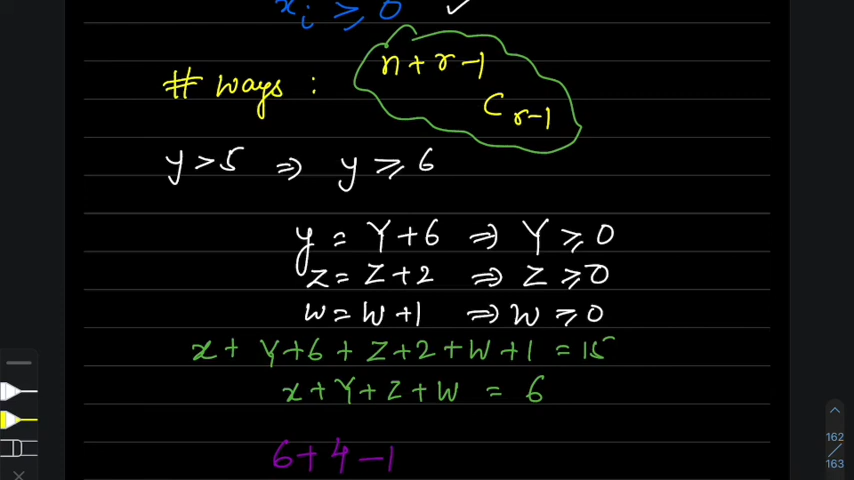 xᵢ ≥ 0 ✓
# ways : n+r-1 C r-1
y > 5 ⇒ y ≥ 6
y = Y+6 ⇒ Y ≥ 0
z = Z+2 ⇒ Z ≥ 0
w = W+1 ⇒ W ≥ 0
x + Y+6 + Z+2 + W+1 = 15
x + Y + Z + W = 6
6 + 4 - 1
162
/
163